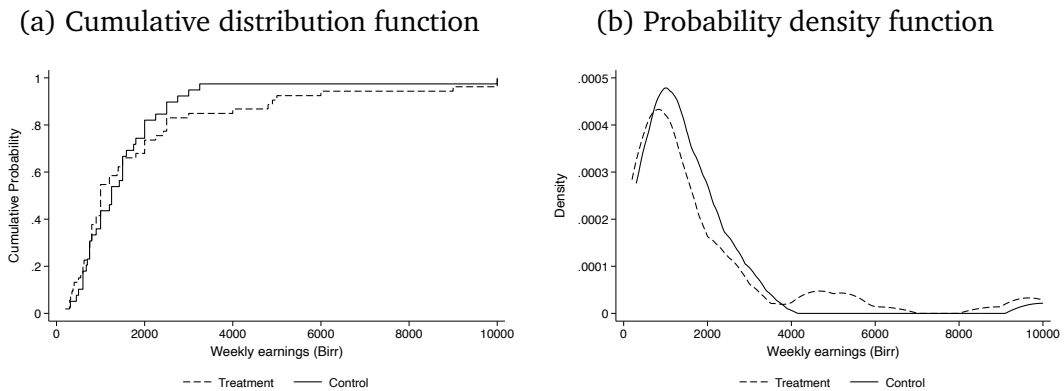 (a) Cumulative distribution function
(b) Probability density function
1
.8
.6
.4
.2
0
Cumulative Probability
0 2000 4000 6000 8000 10000
Weekly earnings (Birr)
Treatment Control
.0005
.0004
.0003
.0002
.0001
0
Density
0 2000 4000 6000 8000 10000
Weekly earnings (Birr)
Treatment Control